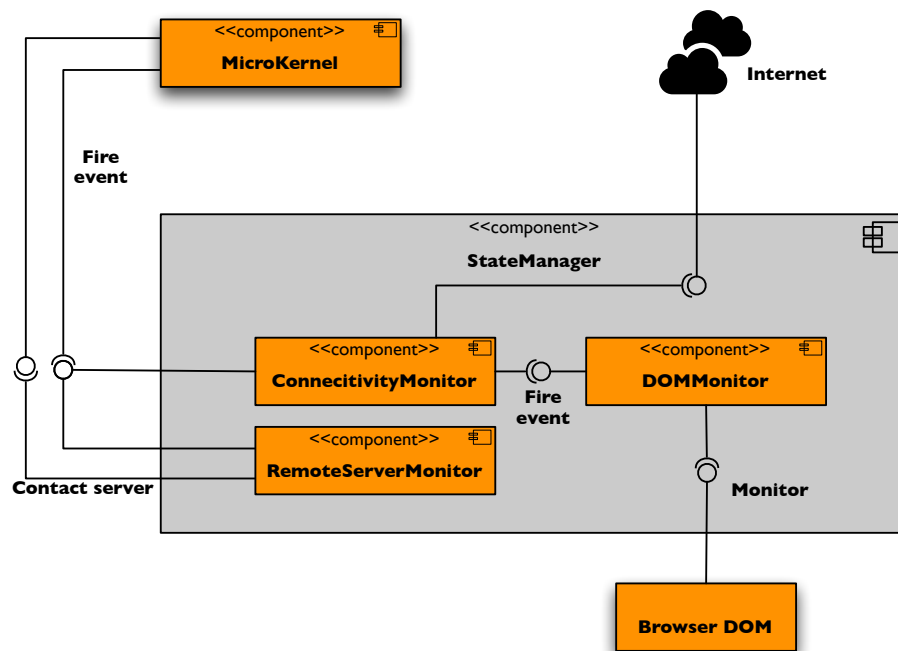 <<component>>
MicroKernel
Internet
Fire
event
<<component>>
StateManager
<<component>>
ConnecitivityMonitor
<<component>>
DOMMonitor
Fire
event
<<component>>
RemoteServerMonitor
Contact server
Monitor
Browser DOM